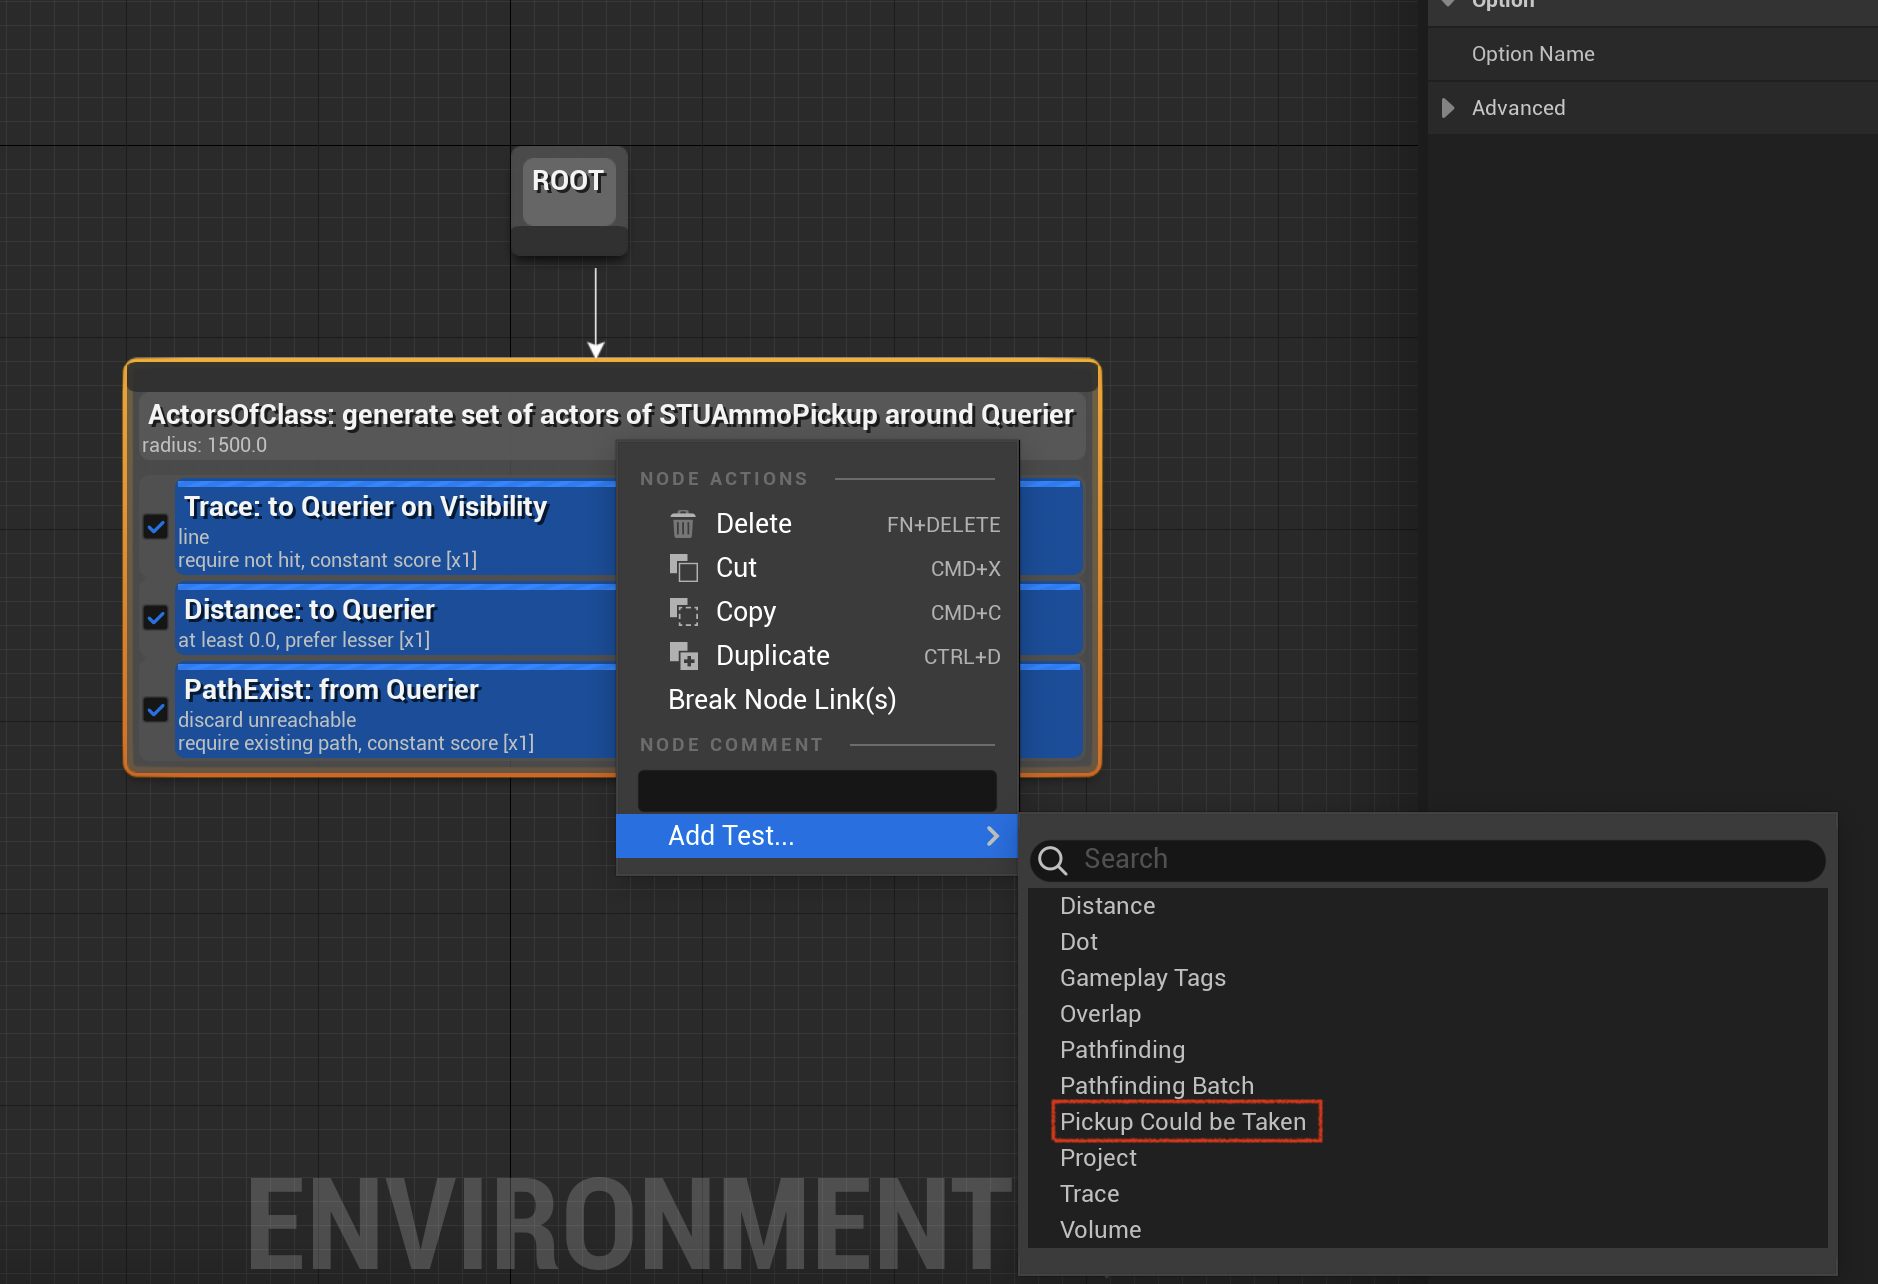 Option
Option Name
Advanced
ROOT
ActorsOfClass: generate set of actors of STUAmmoPickup around Querier
radius: 1500.0
Trace: to Querier on Visibility
line
require not hit, constant score [x1]
Distance: to Querier
at least 0.0, prefer lesser [x1]
PathExist: from Querier
discard unreachable
require existing path, constant score [x1]
NODE ACTIONS
Delete FN+DELETE
Cut CMD+X
Copy CMD+C
Duplicate CTRL+D
Break Node Link(s)
NODE COMMENT
Add Test...
Search
Distance
Dot
Gameplay Tags
Overlap
Pathfinding
Pathfinding Batch
Pickup Could be Taken
Project
Trace
Volume
ENVIRONMENT